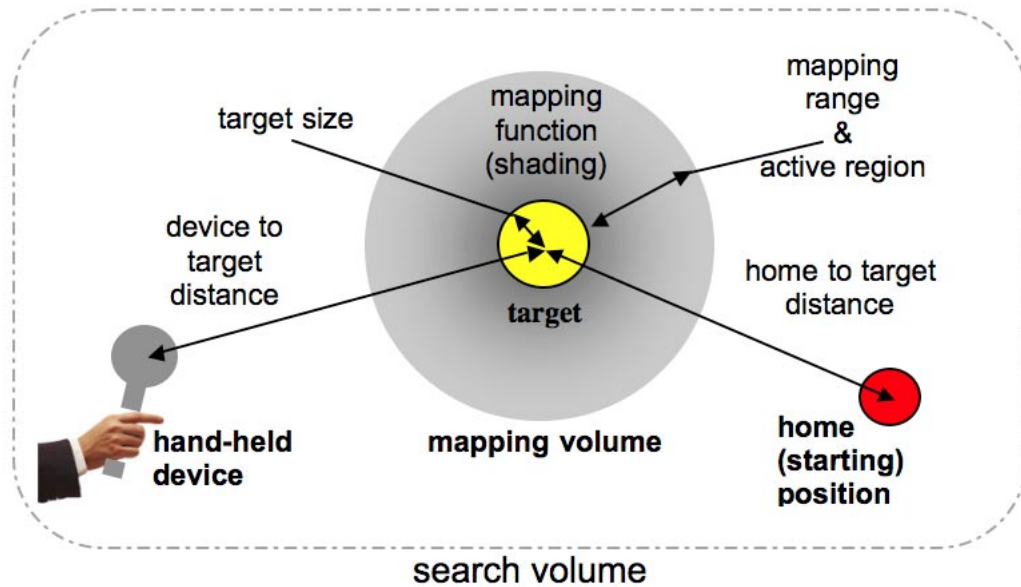 target size
mapping
function
(shading)
mapping
range
&
active region
device to
target
distance
home to target
distance
target
hand-held
device
mapping volume
home
(starting)
position
search volume